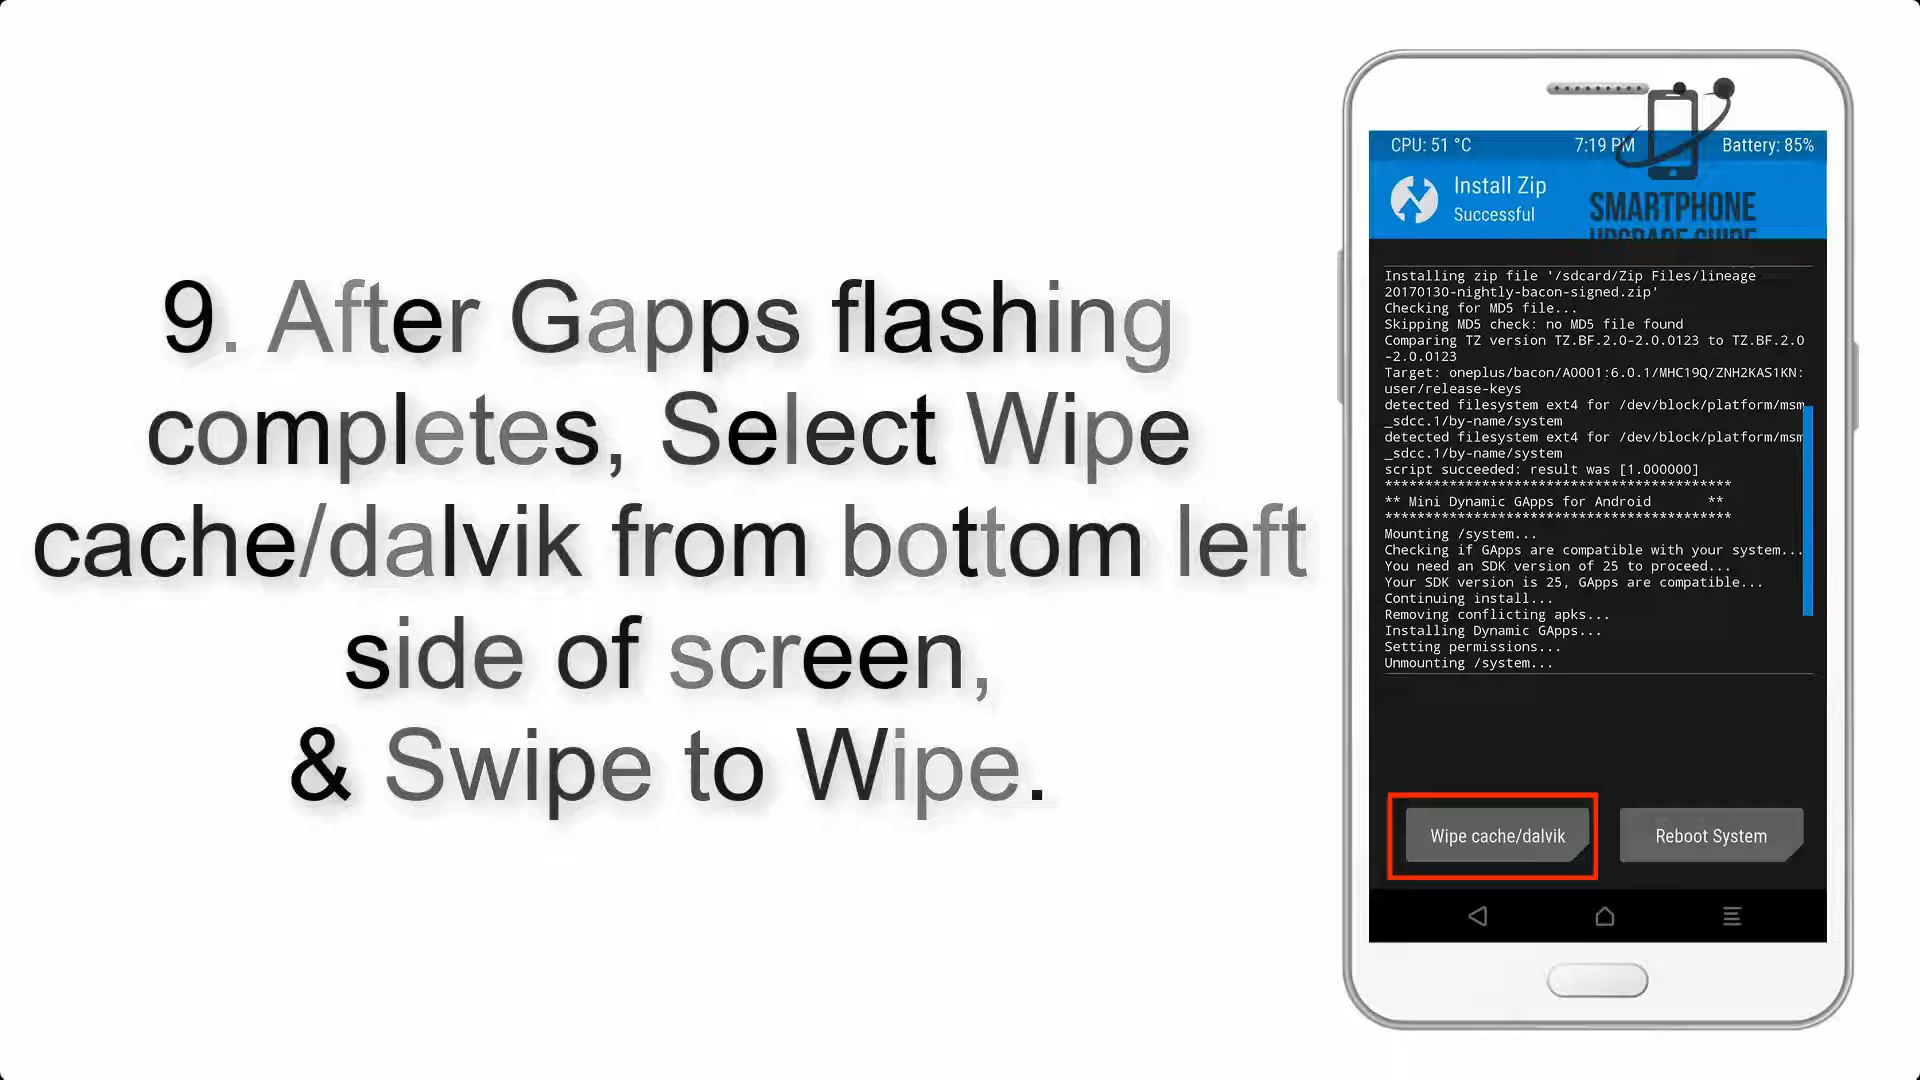 9. After Gapps flashing
completes, Select Wipe
cache/dalvik from bottom left
side of screen,
& Swipe to Wipe.
CPU: 51 °C 7:19 PM Battery: 85%
Install Zip
Successful
SMARTPHONE
UPGRADE GUIDE
Installing zip file '/sdcard/Zip Files/lineage
20170130-nightly-bacon-signed.zip'
Checking for MD5 file...
Skipping MD5 check: no MD5 file found
Comparing TZ version TZ.BF.2.0-2.0.0123 to TZ.BF.2.0
-2.0.0123
Target: oneplus/bacon/A0001:6.0.1/MHC19Q/ZNH2KAS1KN:
user/release-keys
detected filesystem ext4 for /dev/block/platform/msm
_sdcc.1/by-name/system
detected filesystem ext4 for /dev/block/platform/msm
_sdcc.1/by-name/system
script succeeded: result was [1.000000]
*******************************************
** Mini Dynamic GApps for Android **
*******************************************
Mounting /system...
Checking if GApps are compatible with your system...
You need an SDK version of 25 to proceed...
Your SDK version is 25, GApps are compatible...
Continuing install...
Removing conflicting apks...
Installing Dynamic GApps...
Setting permissions...
Unmounting /system...
Wipe cache/dalvik
Reboot System